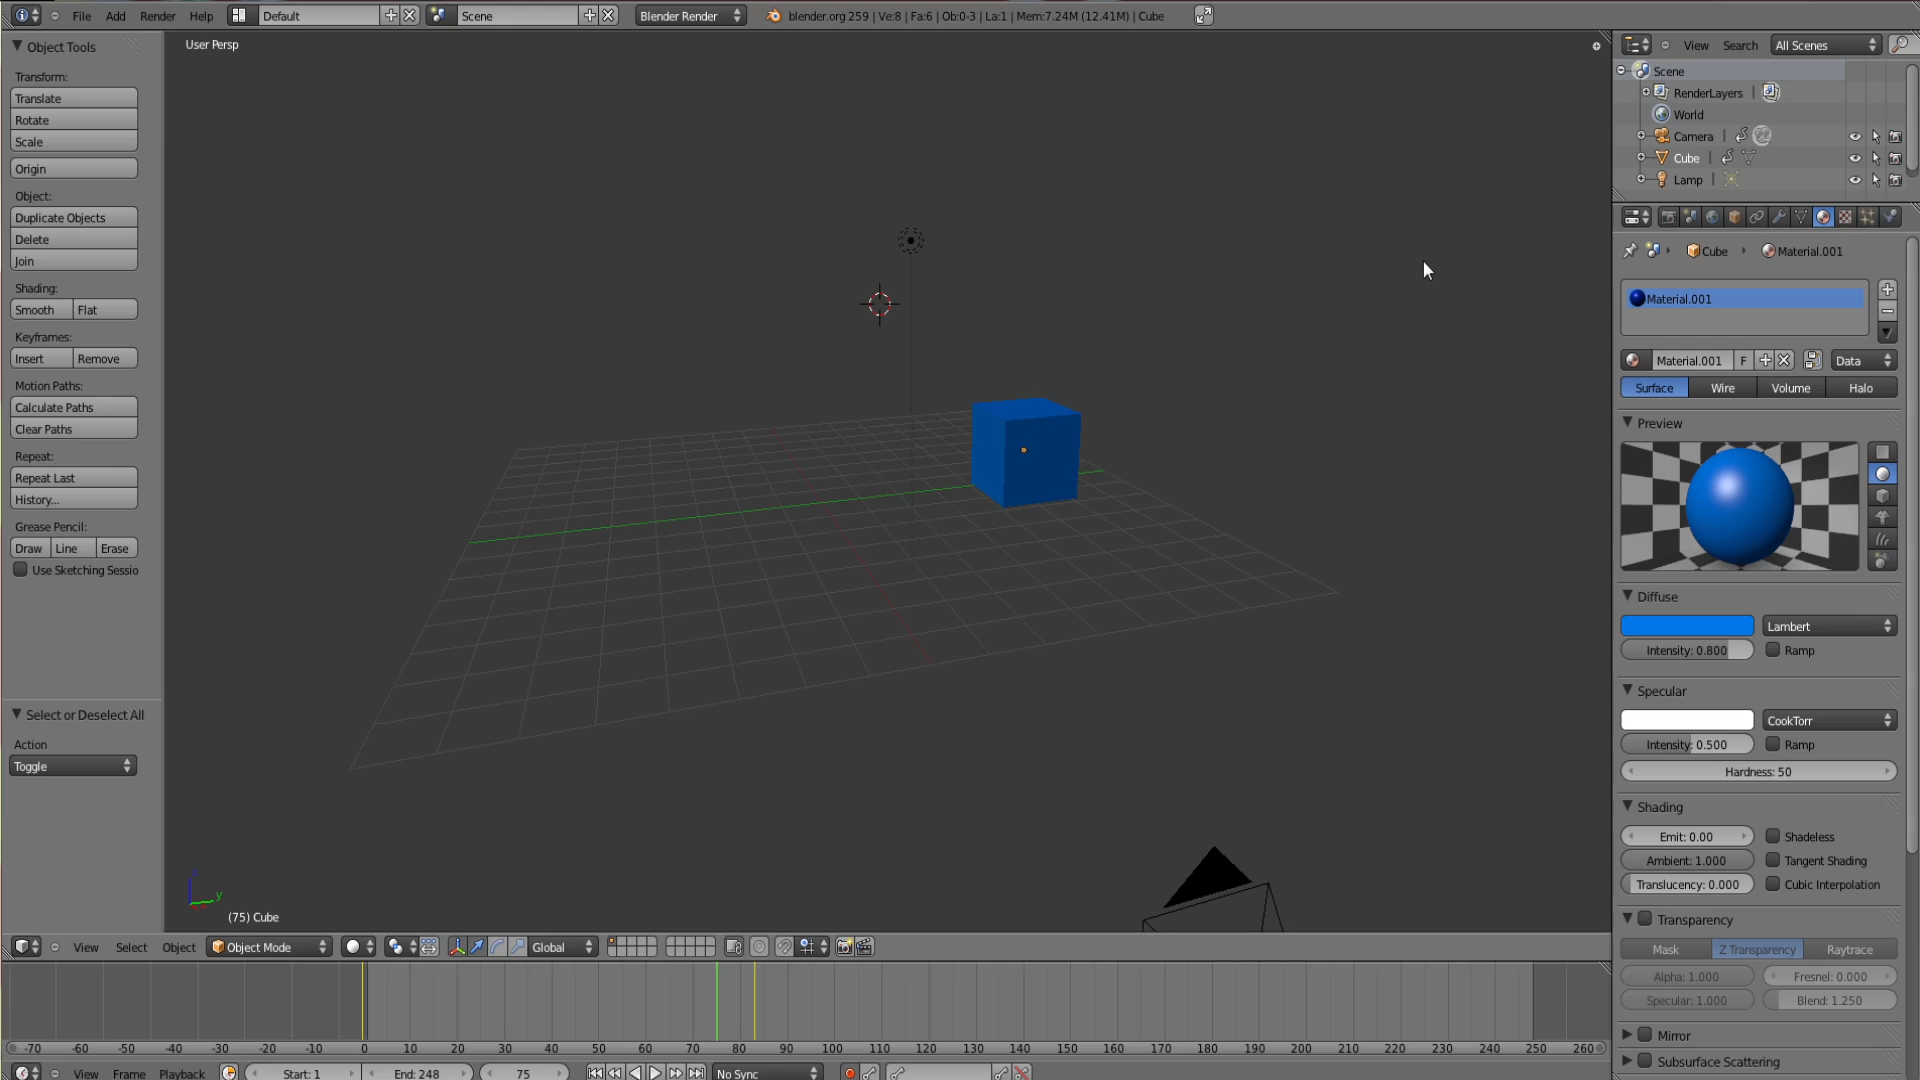 File Add Render Help Default Scene Blender Render blender.org 259 | Ve:8 | Fa:6 | Ob:0-3 | La:1 | Mem:7.24M (12.41M) | Cube
Object Tools
Transform:
Translate
Rotate
Scale
Origin
Object:
Duplicate Objects
Delete
Join
Shading:
Smooth Flat
Keyframes:
Insert Remove
Motion Paths:
Calculate Paths
Clear Paths
Repeat:
Repeat Last
History...
Grease Pencil:
Draw Line Erase
Use Sketching Sessio
Select or Deselect All
Action
Toggle
User Persp
y
(75) Cube
View Select Object Object Mode Global
-70 -60 -50 -40 -30 -20 -10 0 10 20 30 40 50 60 70 80 90 100 110 120 130 140 150 160 170 180 190 200 210 220 230 240 250 260
View Frame Playback Start: 1 End: 248 75 No Sync
View Search All Scenes
Scene
RenderLayers |
World
Camera |
Cube |
Lamp |
Cube Material.001
Material.001
Material.001 F Data
Surface Wire Volume Halo
Preview
Diffuse
Lambert
Intensity: 0.800 Ramp
Specular
CookTorr
Intensity: 0.500 Ramp
Hardness: 50
Shading
Emit: 0.00 Shadeless
Ambient: 1.000 Tangent Shading
Translucency: 0.000 Cubic Interpolation
Transparency
Mask Z Transparency Raytrace
Alpha: 1.000 Fresnel: 0.000
Specular: 1.000 Blend: 1.250
Mirror
Subsurface Scattering